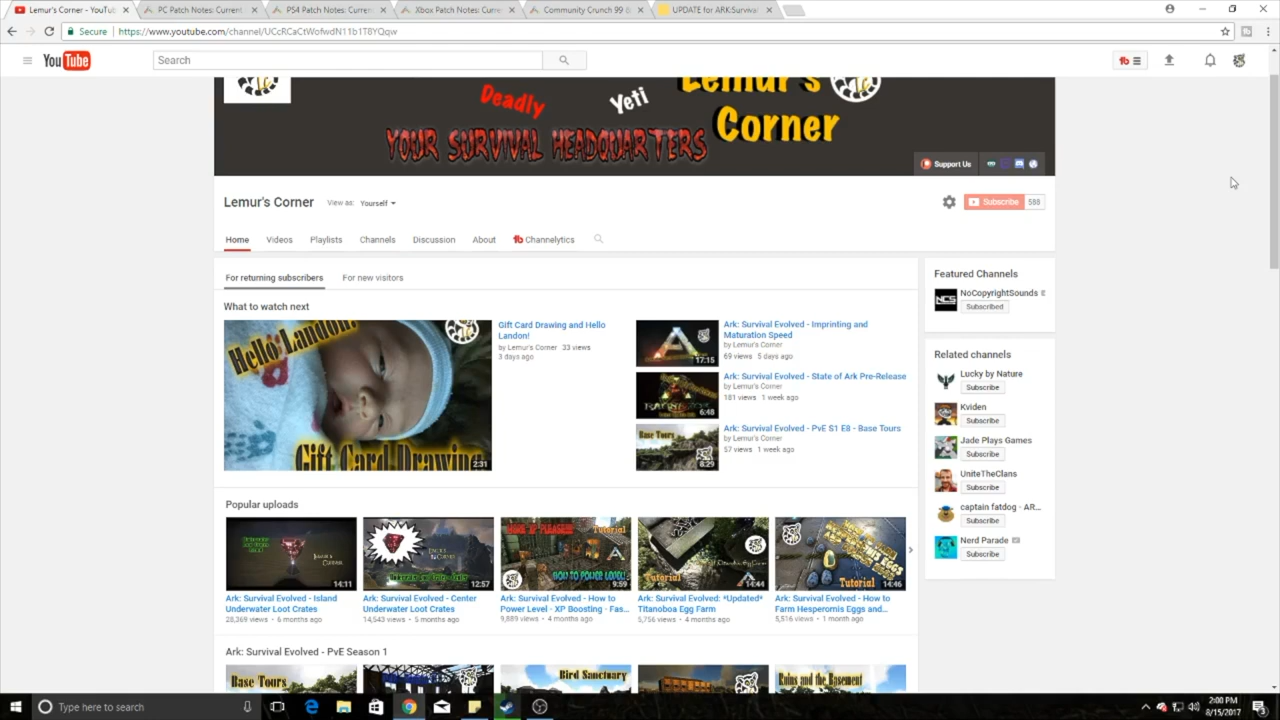 Lemur's Corner - YouTub
PC Patch Notes: Current
PS4 Patch Notes: Curren
Xbox Patch Notes: Curre
Community Crunch 99 &
UPDATE for ARK:Survival
Secure
https://www.youtube.com/channel/UCcRCaCtWofwdN11b1T8YQqw
YouTube
Search
Deadly
Yeti
Lemur's
Corner
YOUR SURVIVAL HEADQUARTERS
Support Us
Lemur's Corner
View as: Yourself
Subscribe 588
Home Videos Playlists Channels Discussion About Channelytics
For returning subscribers For new visitors
What to watch next
Hello Landon!
Gift Card Drawing
2:31
Gift Card Drawing and Hello
Landon!
by Lemur's Corner 33 views
3 days ago
17:15
Ark: Survival Evolved - Imprinting and
Maturation Speed
by Lemur's Corner
69 views 5 days ago
6:48
Ark: Survival Evolved - State of Ark Pre-Release
by Lemur's Corner
181 views 1 week ago
Base Tours
8:29
Ark: Survival Evolved - PvE S1 E8 - Base Tours
by Lemur's Corner
57 views 1 week ago
Featured Channels
NoCopyrightSounds
Subscribed
Related channels
Lucky by Nature
Subscribe
Kviden
Subscribe
Jade Plays Games
Subscribe
UniteTheClans
Subscribe
captain fatdog - AR...
Subscribe
Nerd Parade
Subscribe
Popular uploads
14:11
Ark: Survival Evolved - Island
Underwater Loot Crates
28,369 views • 6 months ago
12:57
Ark: Survival Evolved - Center
Underwater Loot Crates
14,543 views • 5 months ago
Tutorial
HOW TO POWER LEVEL!
9:59
Ark: Survival Evolved - How to
Power Level - XP Boosting - Fas...
9,889 views • 4 months ago
Tutorial
14:44
Ark: Survival Evolved: *Updated*
Titanoboa Egg Farm
5,756 views • 4 months ago
Tutorial
14:46
Ark: Survival Evolved - How to
Farm Hesperornis Eggs and...
5,516 views • 1 month ago
Ark: Survival Evolved - PvE Season 1
Base Tours
Bird Sanctuary
Ruins and the Basement
Type here to search
2:00 PM
8/15/2017